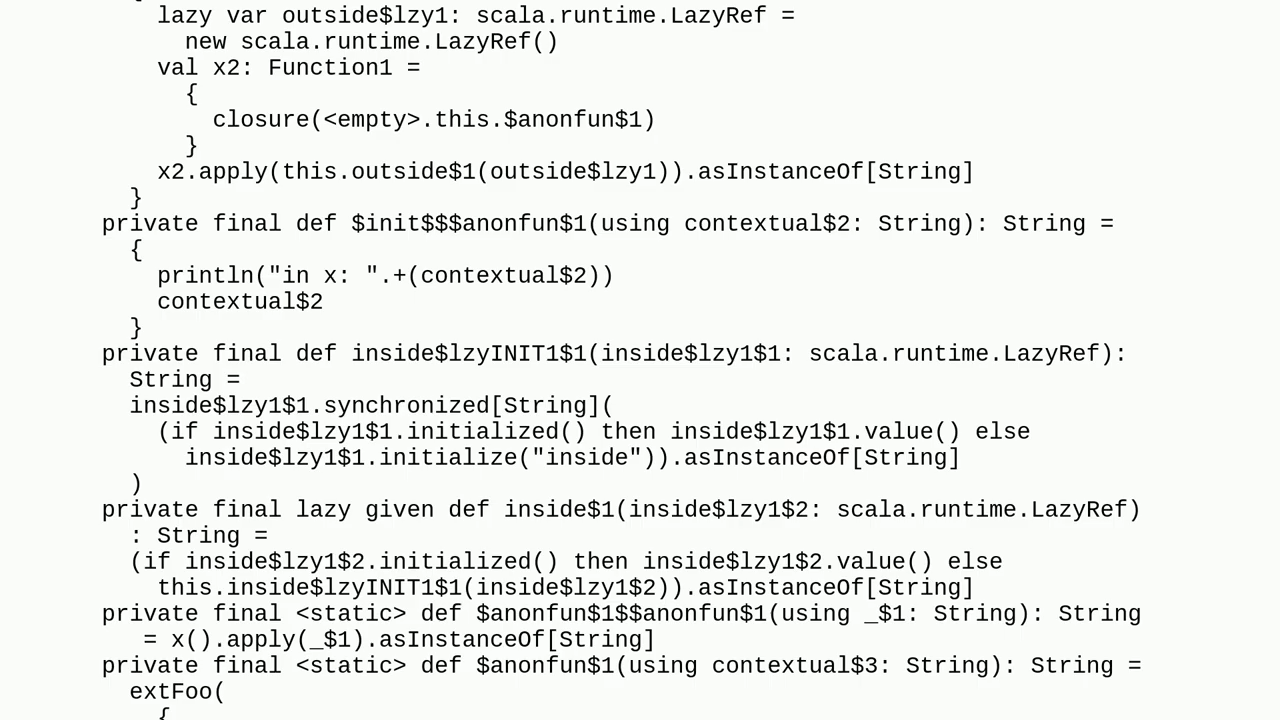 {
lazy var outside$lzy1: scala.runtime.LazyRef =
new scala.runtime.LazyRef()
val x2: Function1 =
{
closure(<empty>.this.$anonfun$1)
}
x2.apply(this.outside$1(outside$lzy1)).asInstanceOf[String]
}
private final def $init$$$anonfun$1(using contextual$2: String): String =
{
println("in x: ".+(contextual$2))
contextual$2
}
private final def inside$lzyINIT1$1(inside$lzy1$1: scala.runtime.LazyRef):
String =
inside$lzy1$1.synchronized[String](
(if inside$lzy1$1.initialized() then inside$lzy1$1.value() else
inside$lzy1$1.initialize("inside")).asInstanceOf[String]
)
private final lazy given def inside$1(inside$lzy1$2: scala.runtime.LazyRef)
: String =
(if inside$lzy1$2.initialized() then inside$lzy1$2.value() else
this.inside$lzyINIT1$1(inside$lzy1$2)).asInstanceOf[String]
private final <static> def $anonfun$1$$anonfun$1(using _$1: String): String
= x().apply(_$1).asInstanceOf[String]
private final <static> def $anonfun$1(using contextual$3: String): String =
extFoo(
{